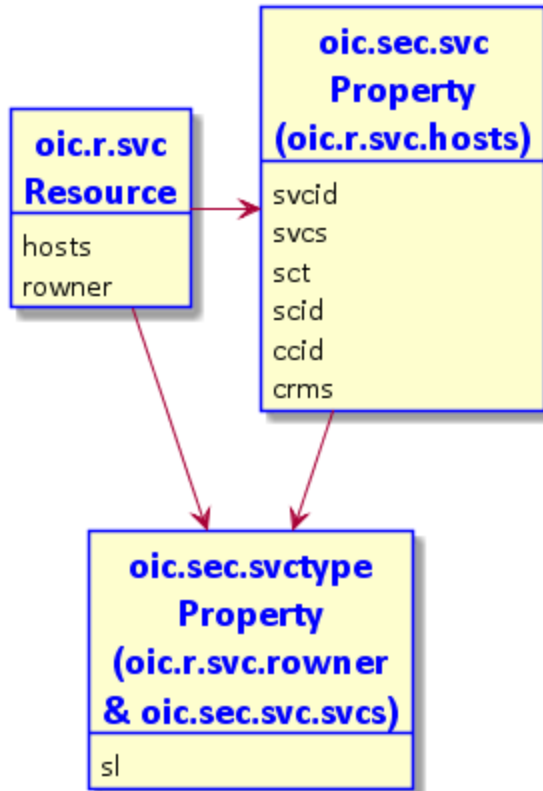 oic.r.svc
Resource
hosts
rowner
oic.sec.svc
Property
(oic.r.svc.hosts)
svcid
svcs
sct
scid
ccid
crms
oic.sec.svctype
Property
(oic.r.svc.rowner
& oic.sec.svc.svcs)
sl